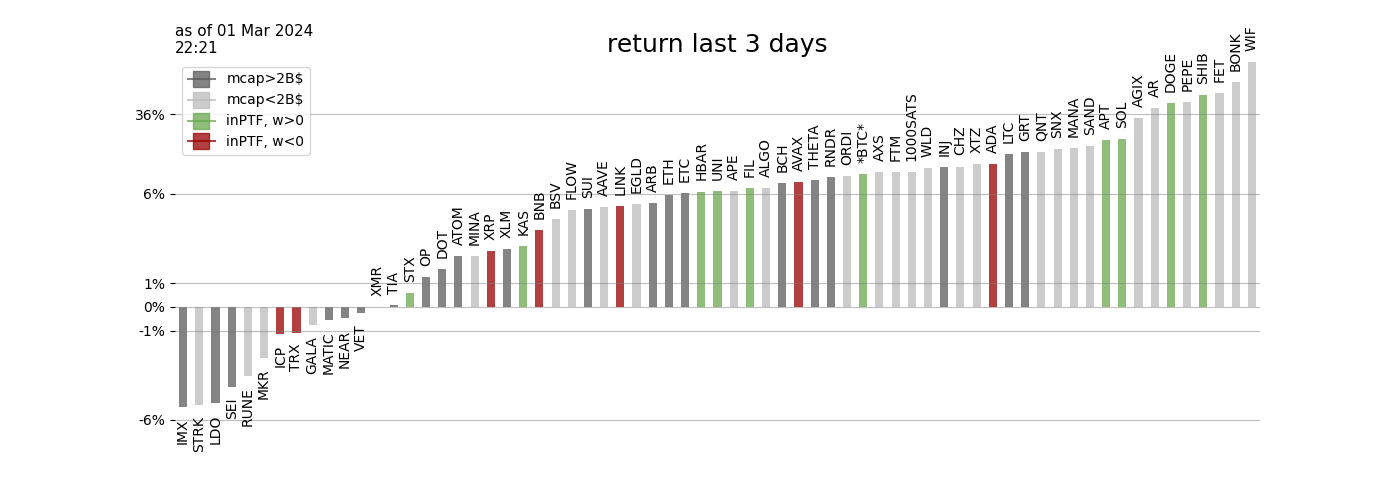 as of 01 Mar 2024
22:21
return last 3 days
mcap>2B$
mcap<2B$
inPTF, w>0
inPTF, w<0
36%
6%
1%
0%
-1%
-6%
IMX
STRK
LDO
SEI
RUNE
MKR
ICP
TRX
GALA
MATIC
NEAR
VET
XMR
TIA
STX
OP
DOT
ATOM
MINA
XRP
XLM
KAS
BNB
BSV
FLOW
SUI
AAVE
LINK
EGLD
ARB
ETH
ETC
HBAR
UNI
APE
FIL
ALGO
BCH
AVAX
THETA
RNDR
ORDI
*BTC*
AXS
FTM
1000SATS
WLD
INJ
CHZ
XTZ
ADA
LTC
GRT
QNT
SNX
MANA
SAND
APT
SOL
AGIX
AR
DOGE
PEPE
SHIB
FET
BONK
WIF